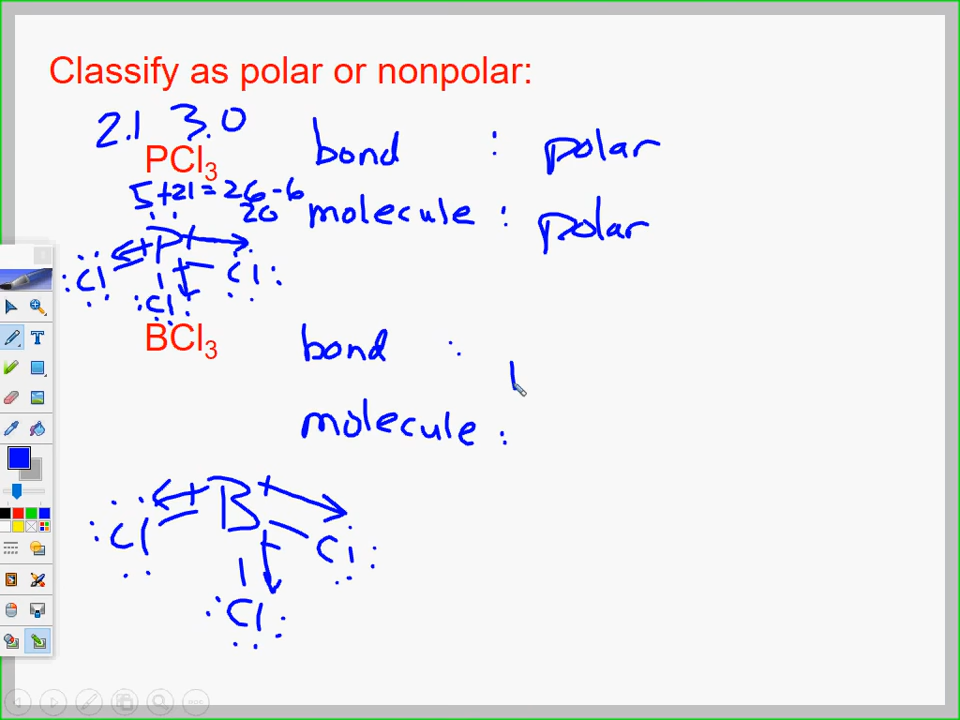 Classify as polar or nonpolar:
2.1 3.0
PCl3 bond : polar
5+21=26-6
20 molecule : polar
P
:Cl Cl:
:Cl:
BCl3 bond :
molecule :
B
:Cl Cl:
:Cl:
T